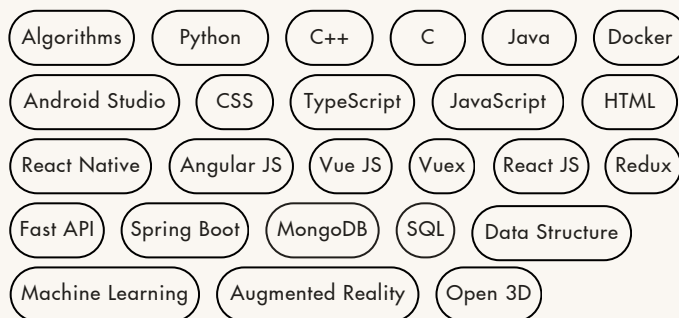 Algorithms Python C++ C Java Docker
Android Studio CSS TypeScript JavaScript HTML
React Native Angular JS Vue JS Vuex React JS Redux
Fast API Spring Boot MongoDB SQL Data Structure
Machine Learning Augmented Reality Open 3D